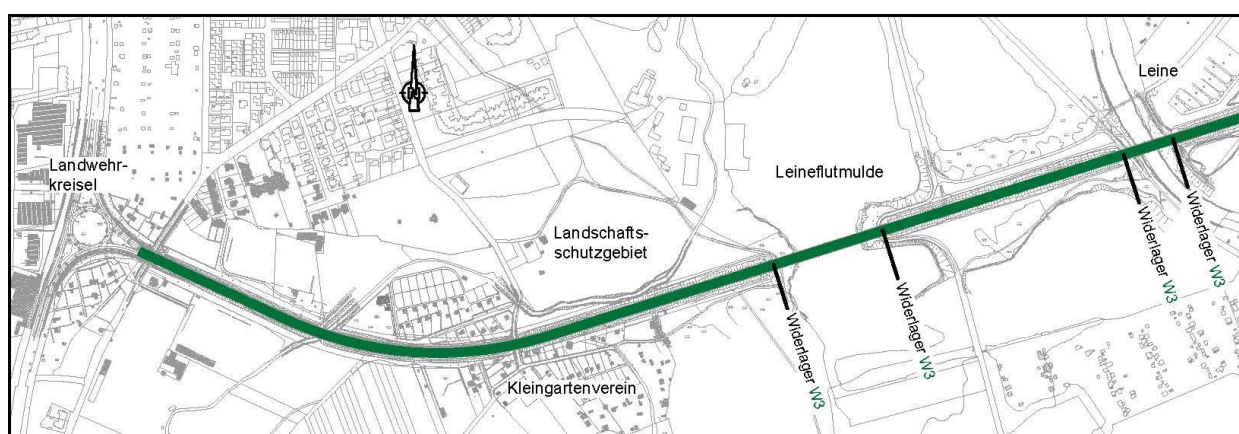 Landwehr-
kreisel
Landschafts-
schutzgebiet
Kleingartenverein
Leineflutmulde
Leine
Widerlager W3
Widerlager W3
Widerlager W3
Widerlager W3
N